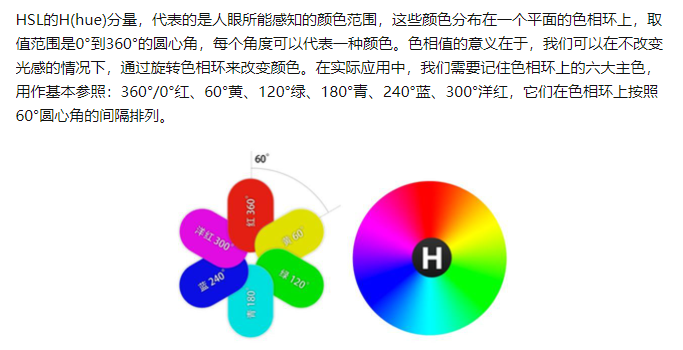 HSL的H(hue)分量，代表的是人眼所能感知的颜色范围，这些颜色分布在一个平面的色相环上，取
值范围是0°到360°的圆心角，每个角度可以代表一种颜色。色相值的意义在于，我们可以在不改变
光感的情况下，通过旋转色相环来改变颜色。在实际应用中，我们需要记住色相环上的六大主色，
用作基本参照：360°/0°红、60°黄、120°绿、180°青、240°蓝、300°洋红，它们在色相环上按照
60°圆心角的间隔排列。
60°
红 360°
洋红 300°
黄 60°
H
蓝 240°
绿 120°
青 180°